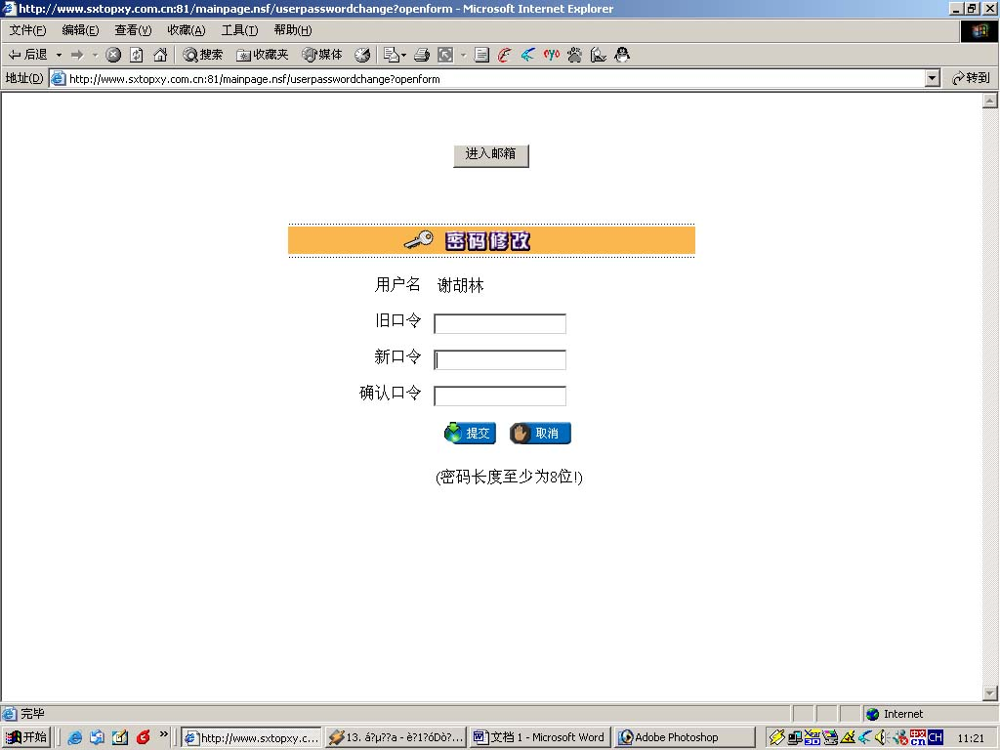 http://www.sxtopxy.com.cn:81/mainpage.nsf/userpasswordchange?openform - Microsoft Internet Explorer
文件(F) 编辑(E) 查看(V) 收藏(A) 工具(T) 帮助(H)
后退 搜索 收藏夹 媒体
地址(D) http://www.sxtopxy.com.cn:81/mainpage.nsf/userpasswordchange?openform 转到
进入邮箱
密码修改
用户名 谢胡林
旧口令
新口令
确认口令
提交 取消
(密码长度至少为8位!)
完毕 Internet
开始 » http://www.sxtopxy.c... 13. á?µ??a - è?1?óDò?... 文档 1 - Microsoft Word Adobe Photoshop CH 11:21